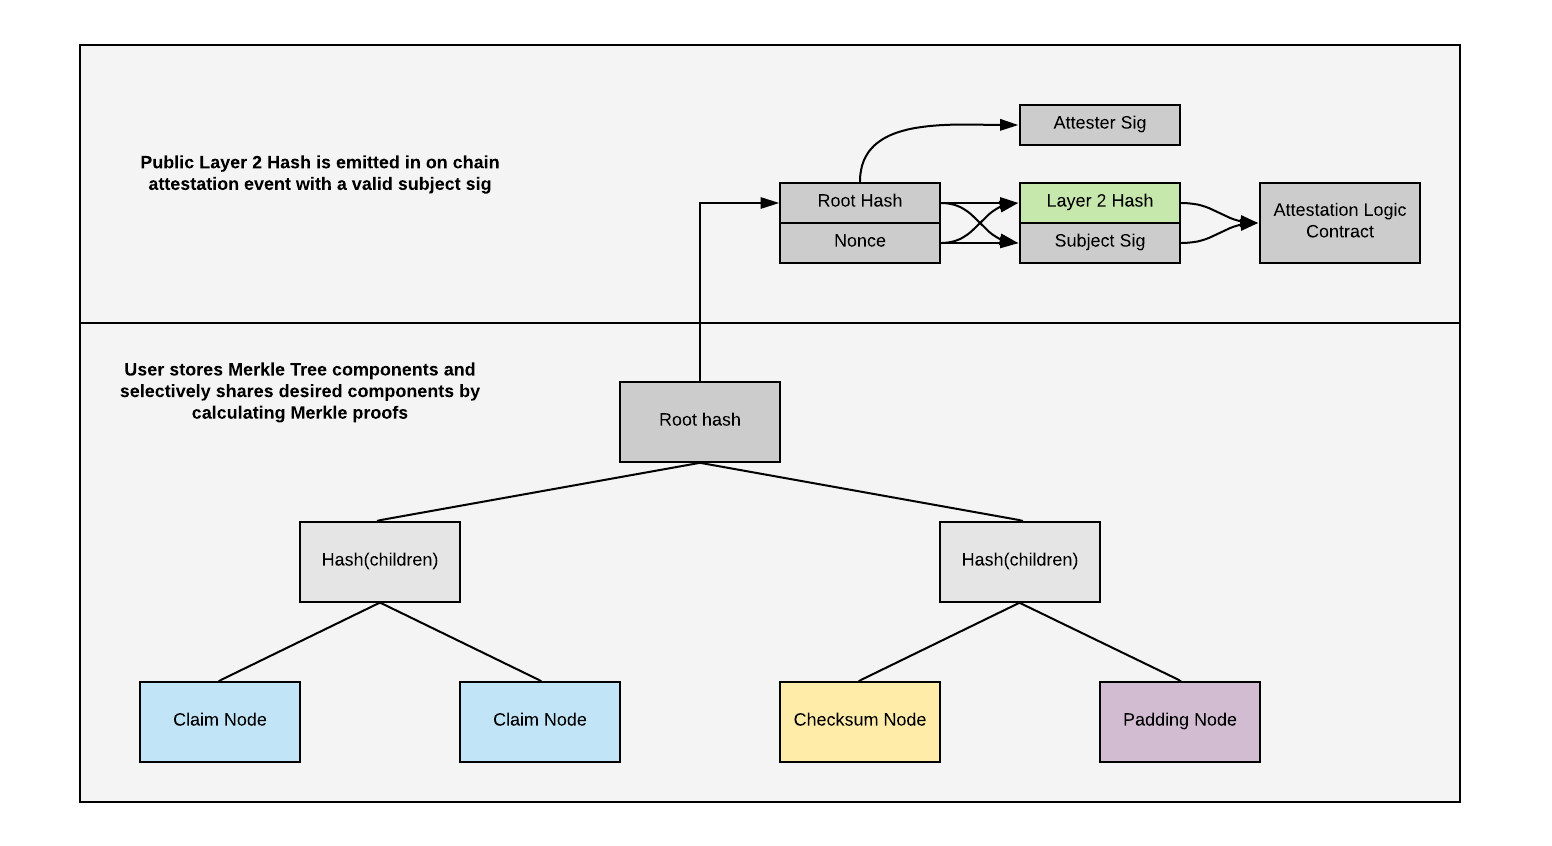 Attester Sig
Public Layer 2 Hash is emitted in on chain
attestation event with a valid subject sig
Root Hash
Nonce
Layer 2 Hash
Subject Sig
Attestation Logic
Contract
User stores Merkle Tree components and
selectively shares desired components by
calculating Merkle proofs
Root hash
Hash(children)
Hash(children)
Claim Node
Claim Node
Checksum Node
Padding Node